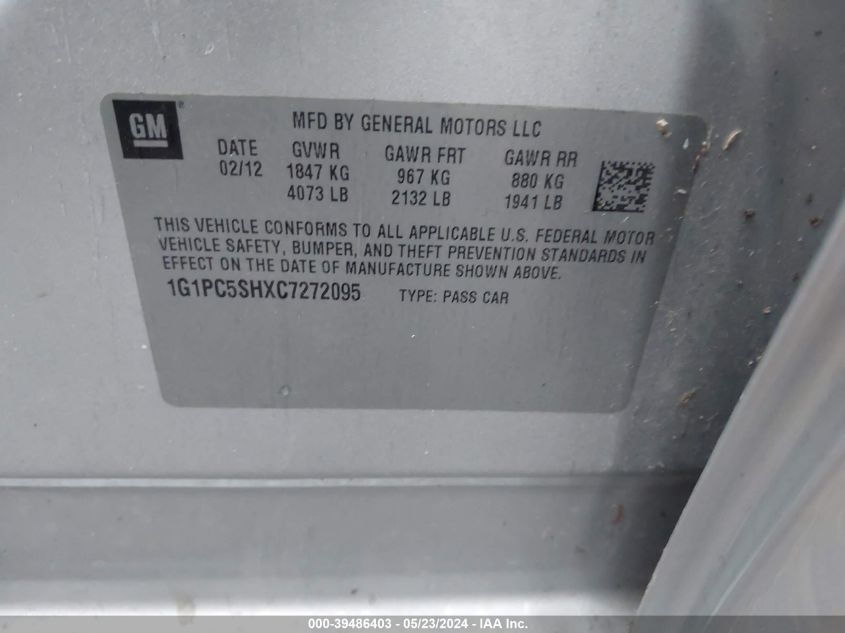 GM ®
MFD BY GENERAL MOTORS LLC
DATE GVWR GAWR FRT GAWR RR
02/12 1847 KG 967 KG 880 KG
4073 LB 2132 LB 1941 LB
THIS VEHICLE CONFORMS TO ALL APPLICABLE U.S. FEDERAL MOTOR
VEHICLE SAFETY, BUMPER, AND THEFT PREVENTION STANDARDS IN
EFFECT ON THE DATE OF MANUFACTURE SHOWN ABOVE.
1G1PC5SHXC7272095 TYPE: PASS CAR
000-39486403 - 05/23/2024 - IAA Inc.